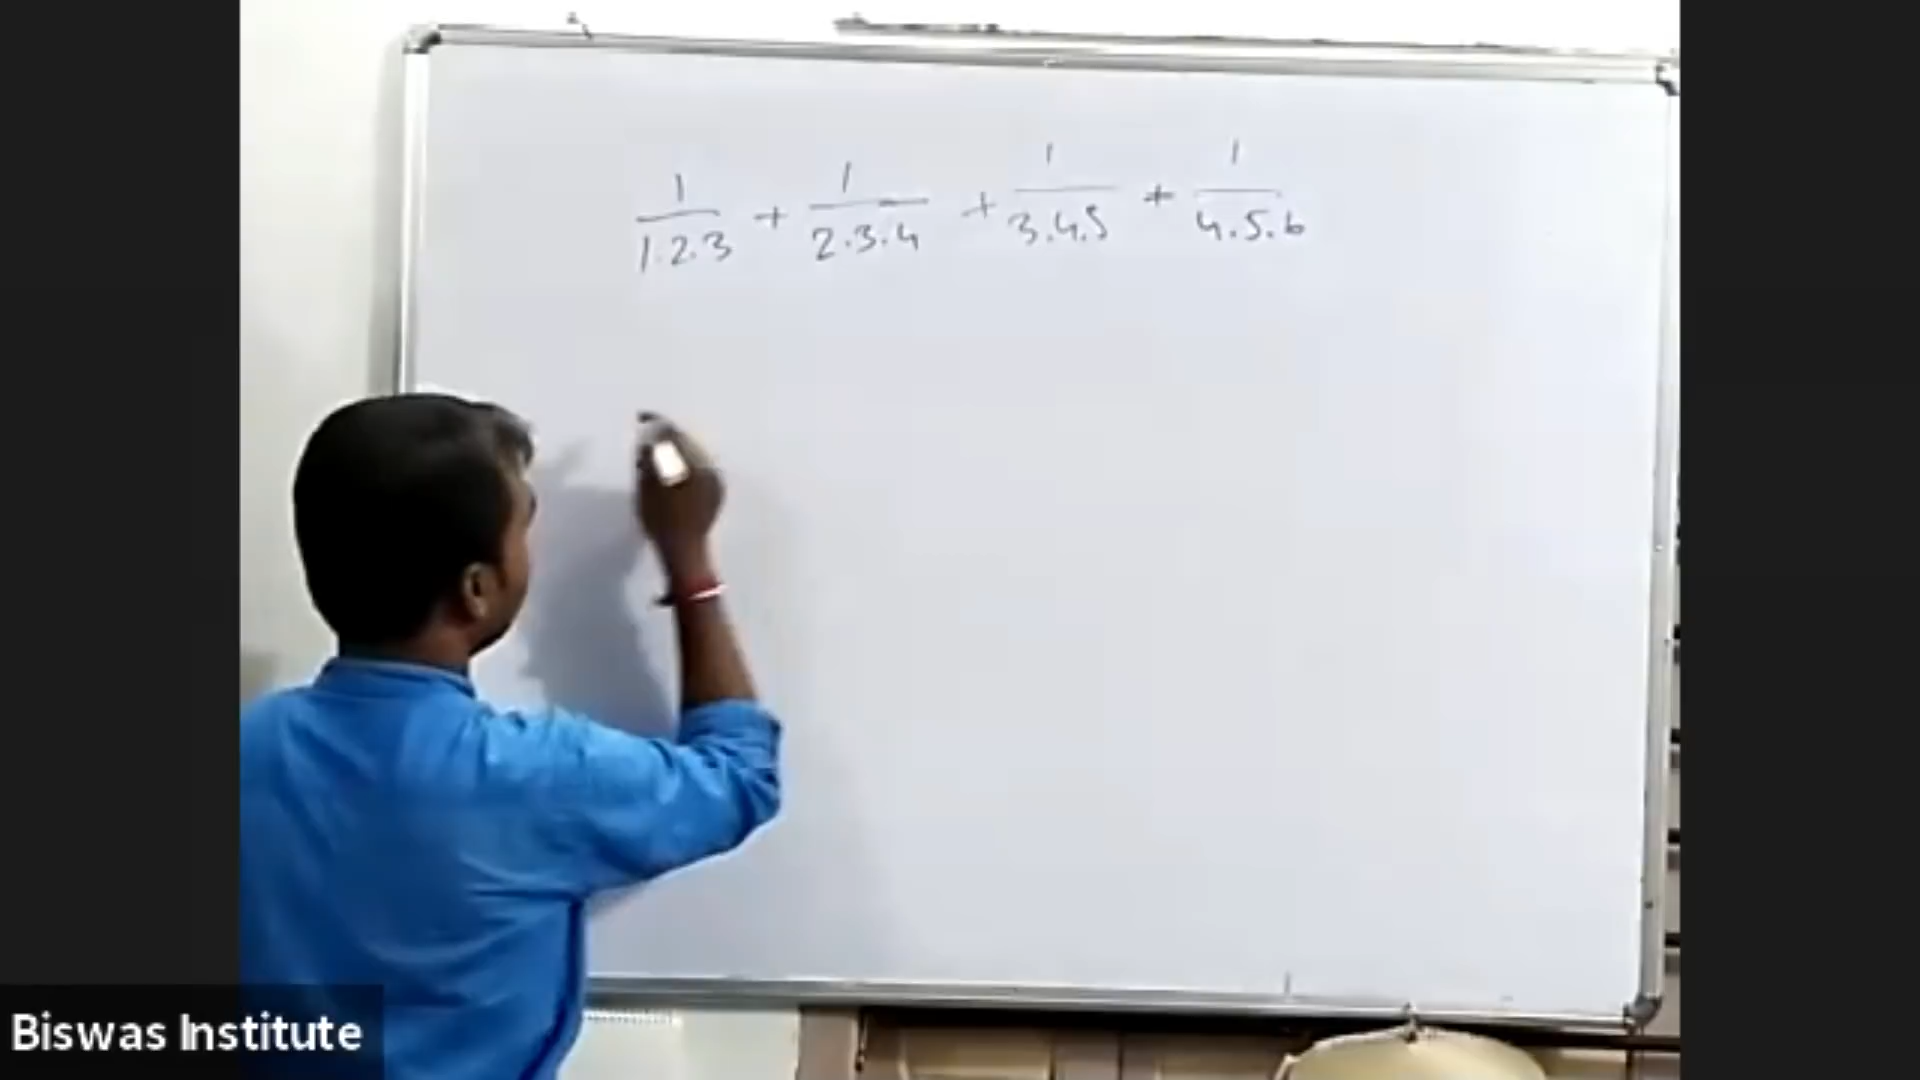 1/1.2.3 + 1/2.3.4 + 1/3.4.5 + 1/4.5.6
Biswas Institute